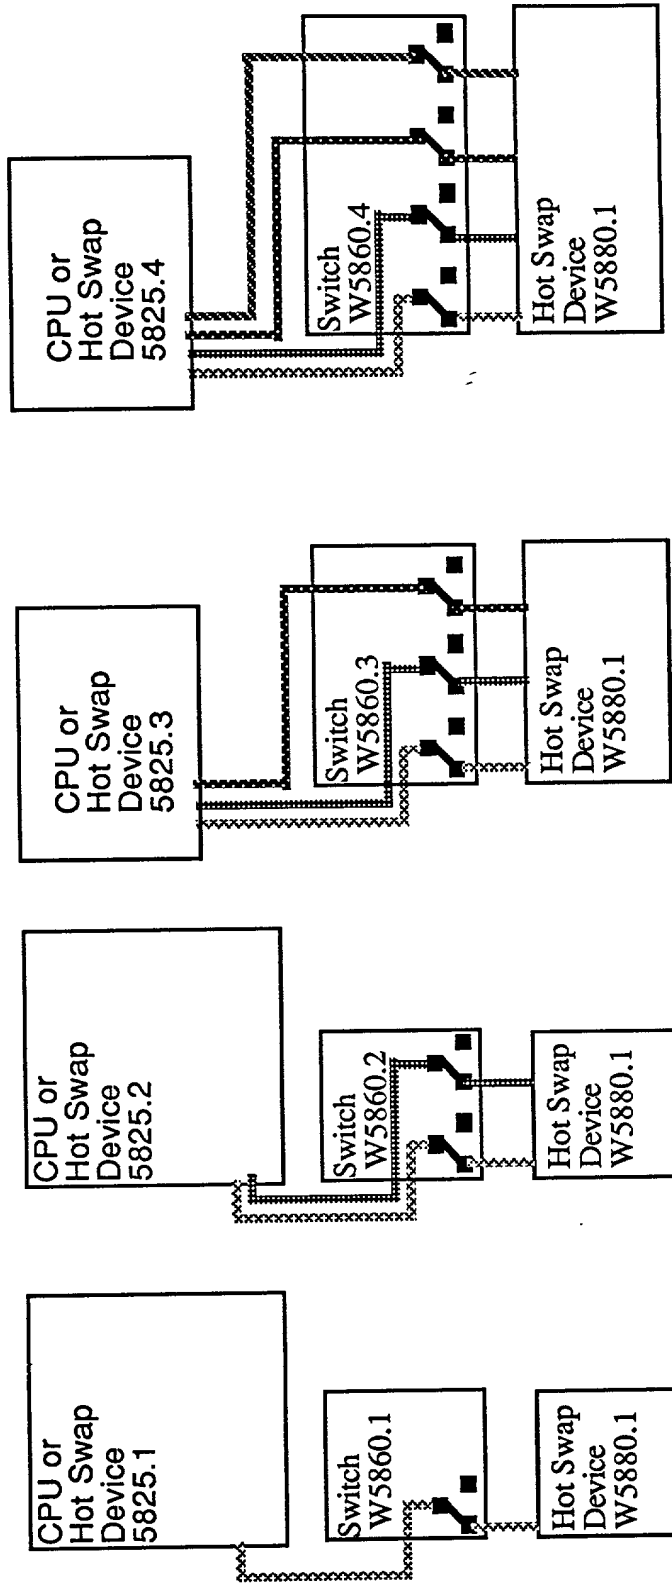 CPU or
Hot Swap
Device
5825.1
Switch
W5860.1
Hot Swap
Device
W5880.1
CPU or
Hot Swap
Device
5825.2
Switch
W5860.2
Hot Swap
Device
W5880.1
CPU or
Hot Swap
Device
5825.3
Switch
W5860.3
Hot Swap
Device
W5880.1
CPU or
Hot Swap
Device
5825.4
Switch
W5860.4
Hot Swap
Device
W5880.1